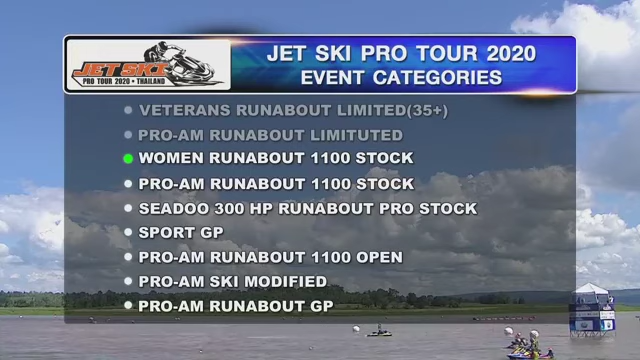 JET SKI
PRO TOUR 2020 • THAILAND
JET SKI PRO TOUR 2020
EVENT CATEGORIES
VETERANS RUNABOUT LIMITED(35+)
PRO-AM RUNABOUT LIMITUTED
WOMEN RUNABOUT 1100 STOCK
PRO-AM RUNABOUT 1100 STOCK
SEADOO 300 HP RUNABOUT PRO STOCK
SPORT GP
PRO-AM RUNABOUT 1100 OPEN
PRO-AM SKI MODIFIED
PRO-AM RUNABOUT GP